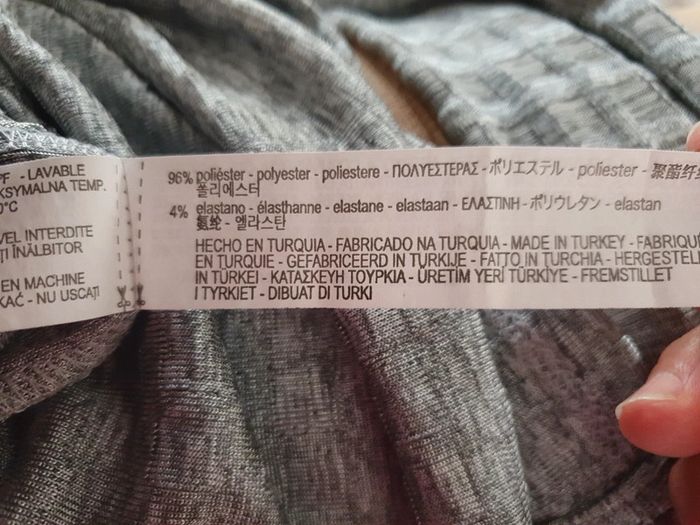 PF - LAVABLE
KSYMALNA TEMP.
0°C
VEL INTERDITE
ȚI ÎNĂLBITOR
EN MACHINE
KAĆ - NU USCAȚI
96% poliéster - polyester - poliestere - ΠΟΛΥΕΣΤΕΡΑΣ - ポリエステル - poliester - 聚酯纤维
폴리에스터
4% elastano - élasthanne - elastane - elastaan - ΕΛΑΣΤΙΝΗ - ポリウレタン - elastan
氨纶 - 엘라스탄
HECHO EN TURQUIA - FABRICADO NA TURQUIA - MADE IN TURKEY - FABRIQU
EN TURQUIE - GEFABRICEERD IN TURKIJE - FATTO IN TURCHIA - HERGESTELL
IN TÜRKEI - ΚΑΤΑΣΚΕΥΗ ΤΟΥΡΚΙΑ - ÜRETİM YERİ TÜRKİYE - FREMSTILLET
I TYRKIET - DIBUAT DI TURKI